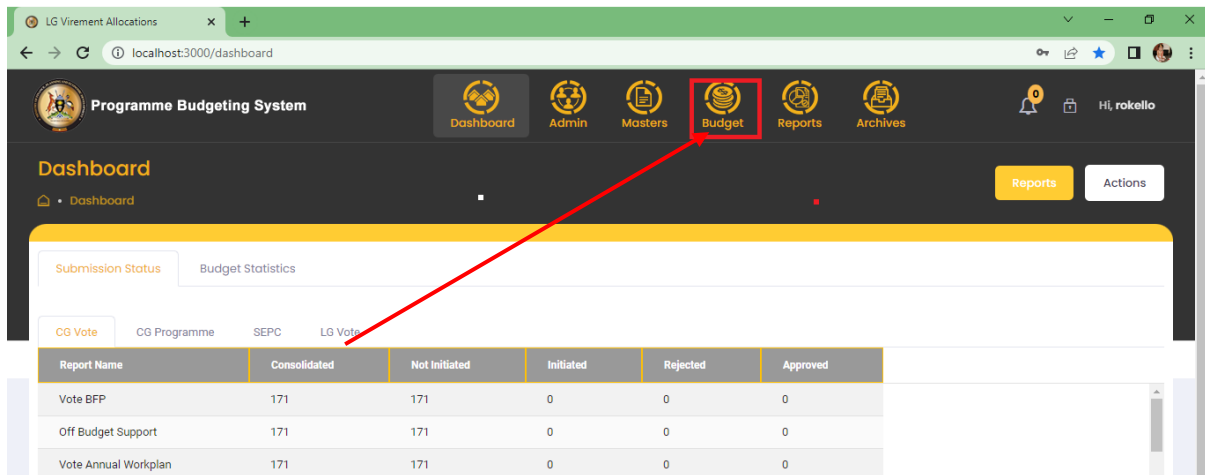 LG Virement Allocations
localhost:3000/dashboard
Programme Budgeting System
Dashboard Admin Masters Budget Reports Archives
0
Hi, rokello
Dashboard
Reports Actions
• Dashboard
Submission Status Budget Statistics
CG Vote CG Programme SEPC LG Vote
Report Name Consolidated Not Initiated Initiated Rejected Approved
Vote BFP 171 171 0 0 0
Off Budget Support 171 171 0 0 0
Vote Annual Workplan 171 171 0 0 0